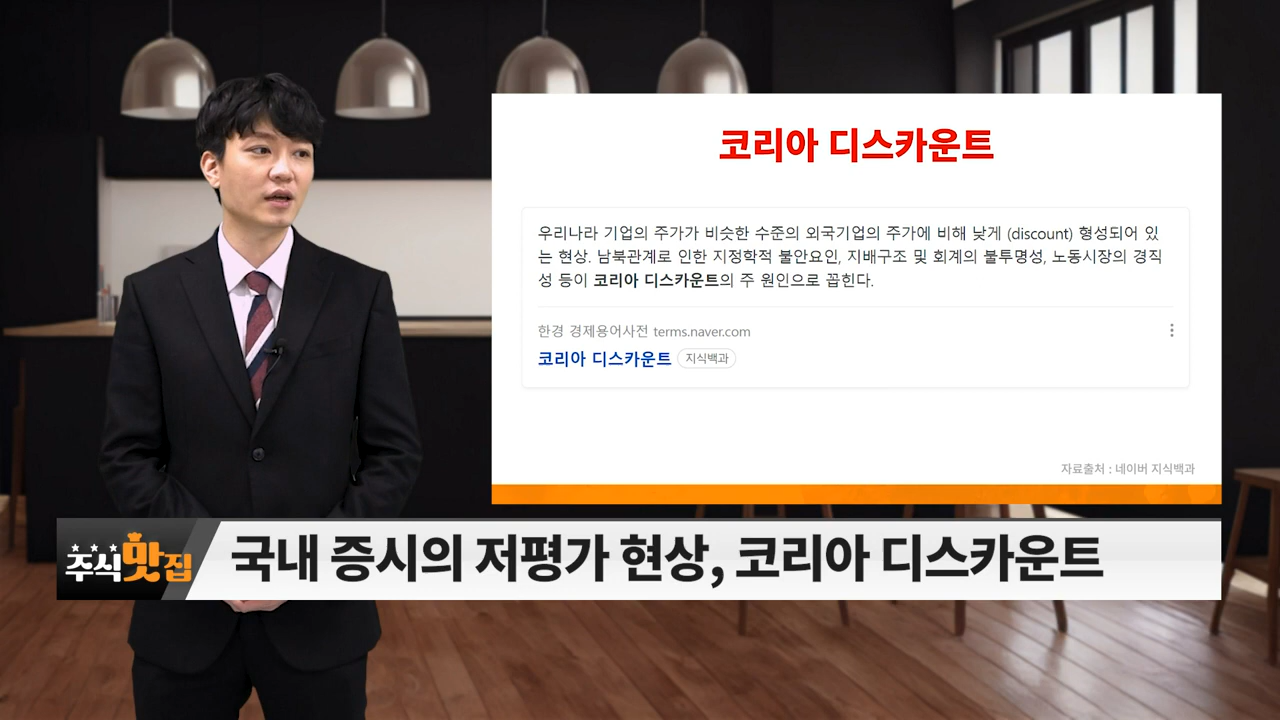 코리아 디스카운트
우리나라 기업의 주가가 비슷한 수준의 외국기업의 주가에 비해 낮게 (discount) 형성되어 있
는 현상. 남북관계로 인한 지정학적 불안요인, 지배구조 및 회계의 불투명성, 노동시장의 경직
성 등이 코리아 디스카운트의 주 원인으로 꼽힌다.
한경 경제용어사전 terms.naver.com
코리아 디스카운트 지식백과
자료출처 : 네이버 지식백과
주식맛집
국내 증시의 저평가 현상, 코리아 디스카운트